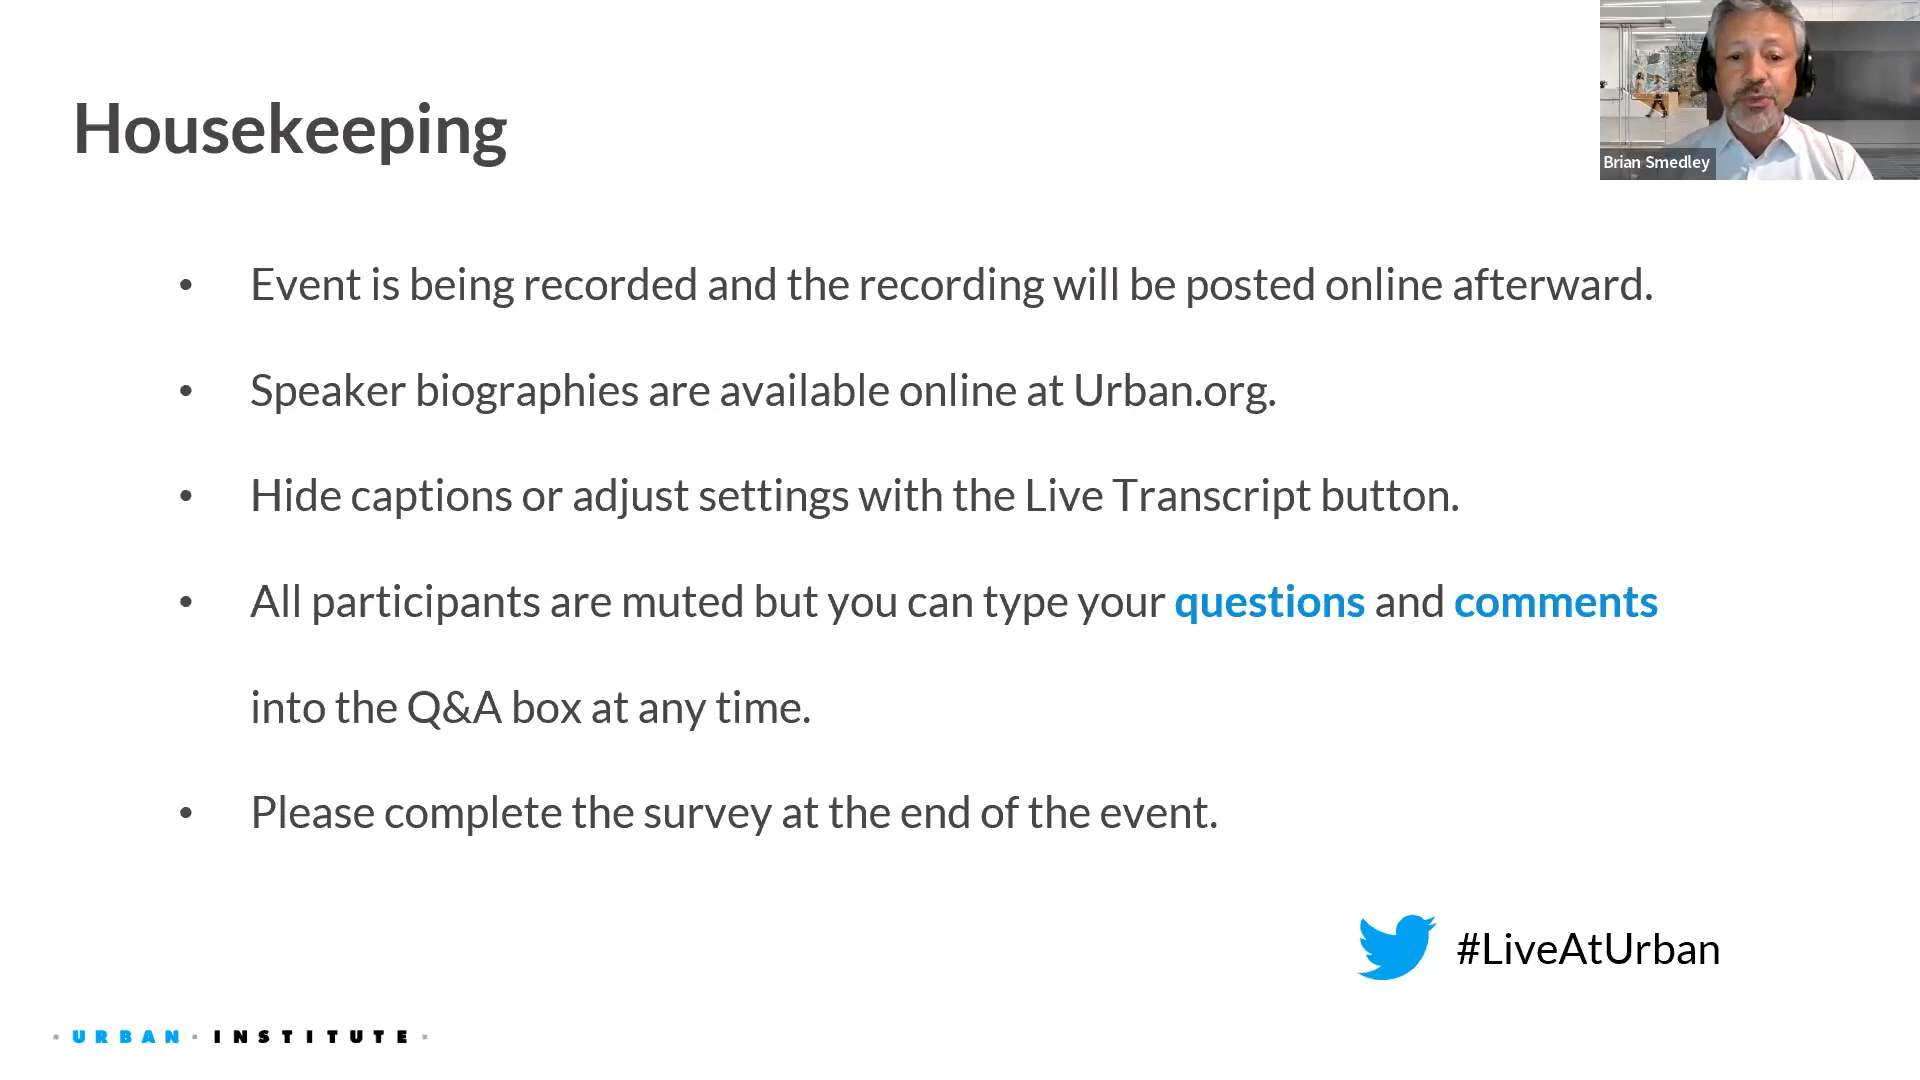 Housekeeping
Brian Smedley
• Event is being recorded and the recording will be posted online afterward.
• Speaker biographies are available online at Urban.org.
• Hide captions or adjust settings with the Live Transcript button.
• All participants are muted but you can type your questions and comments
into the Q&A box at any time.
• Please complete the survey at the end of the event.
#LiveAtUrban
· URBAN · INSTITUTE ·